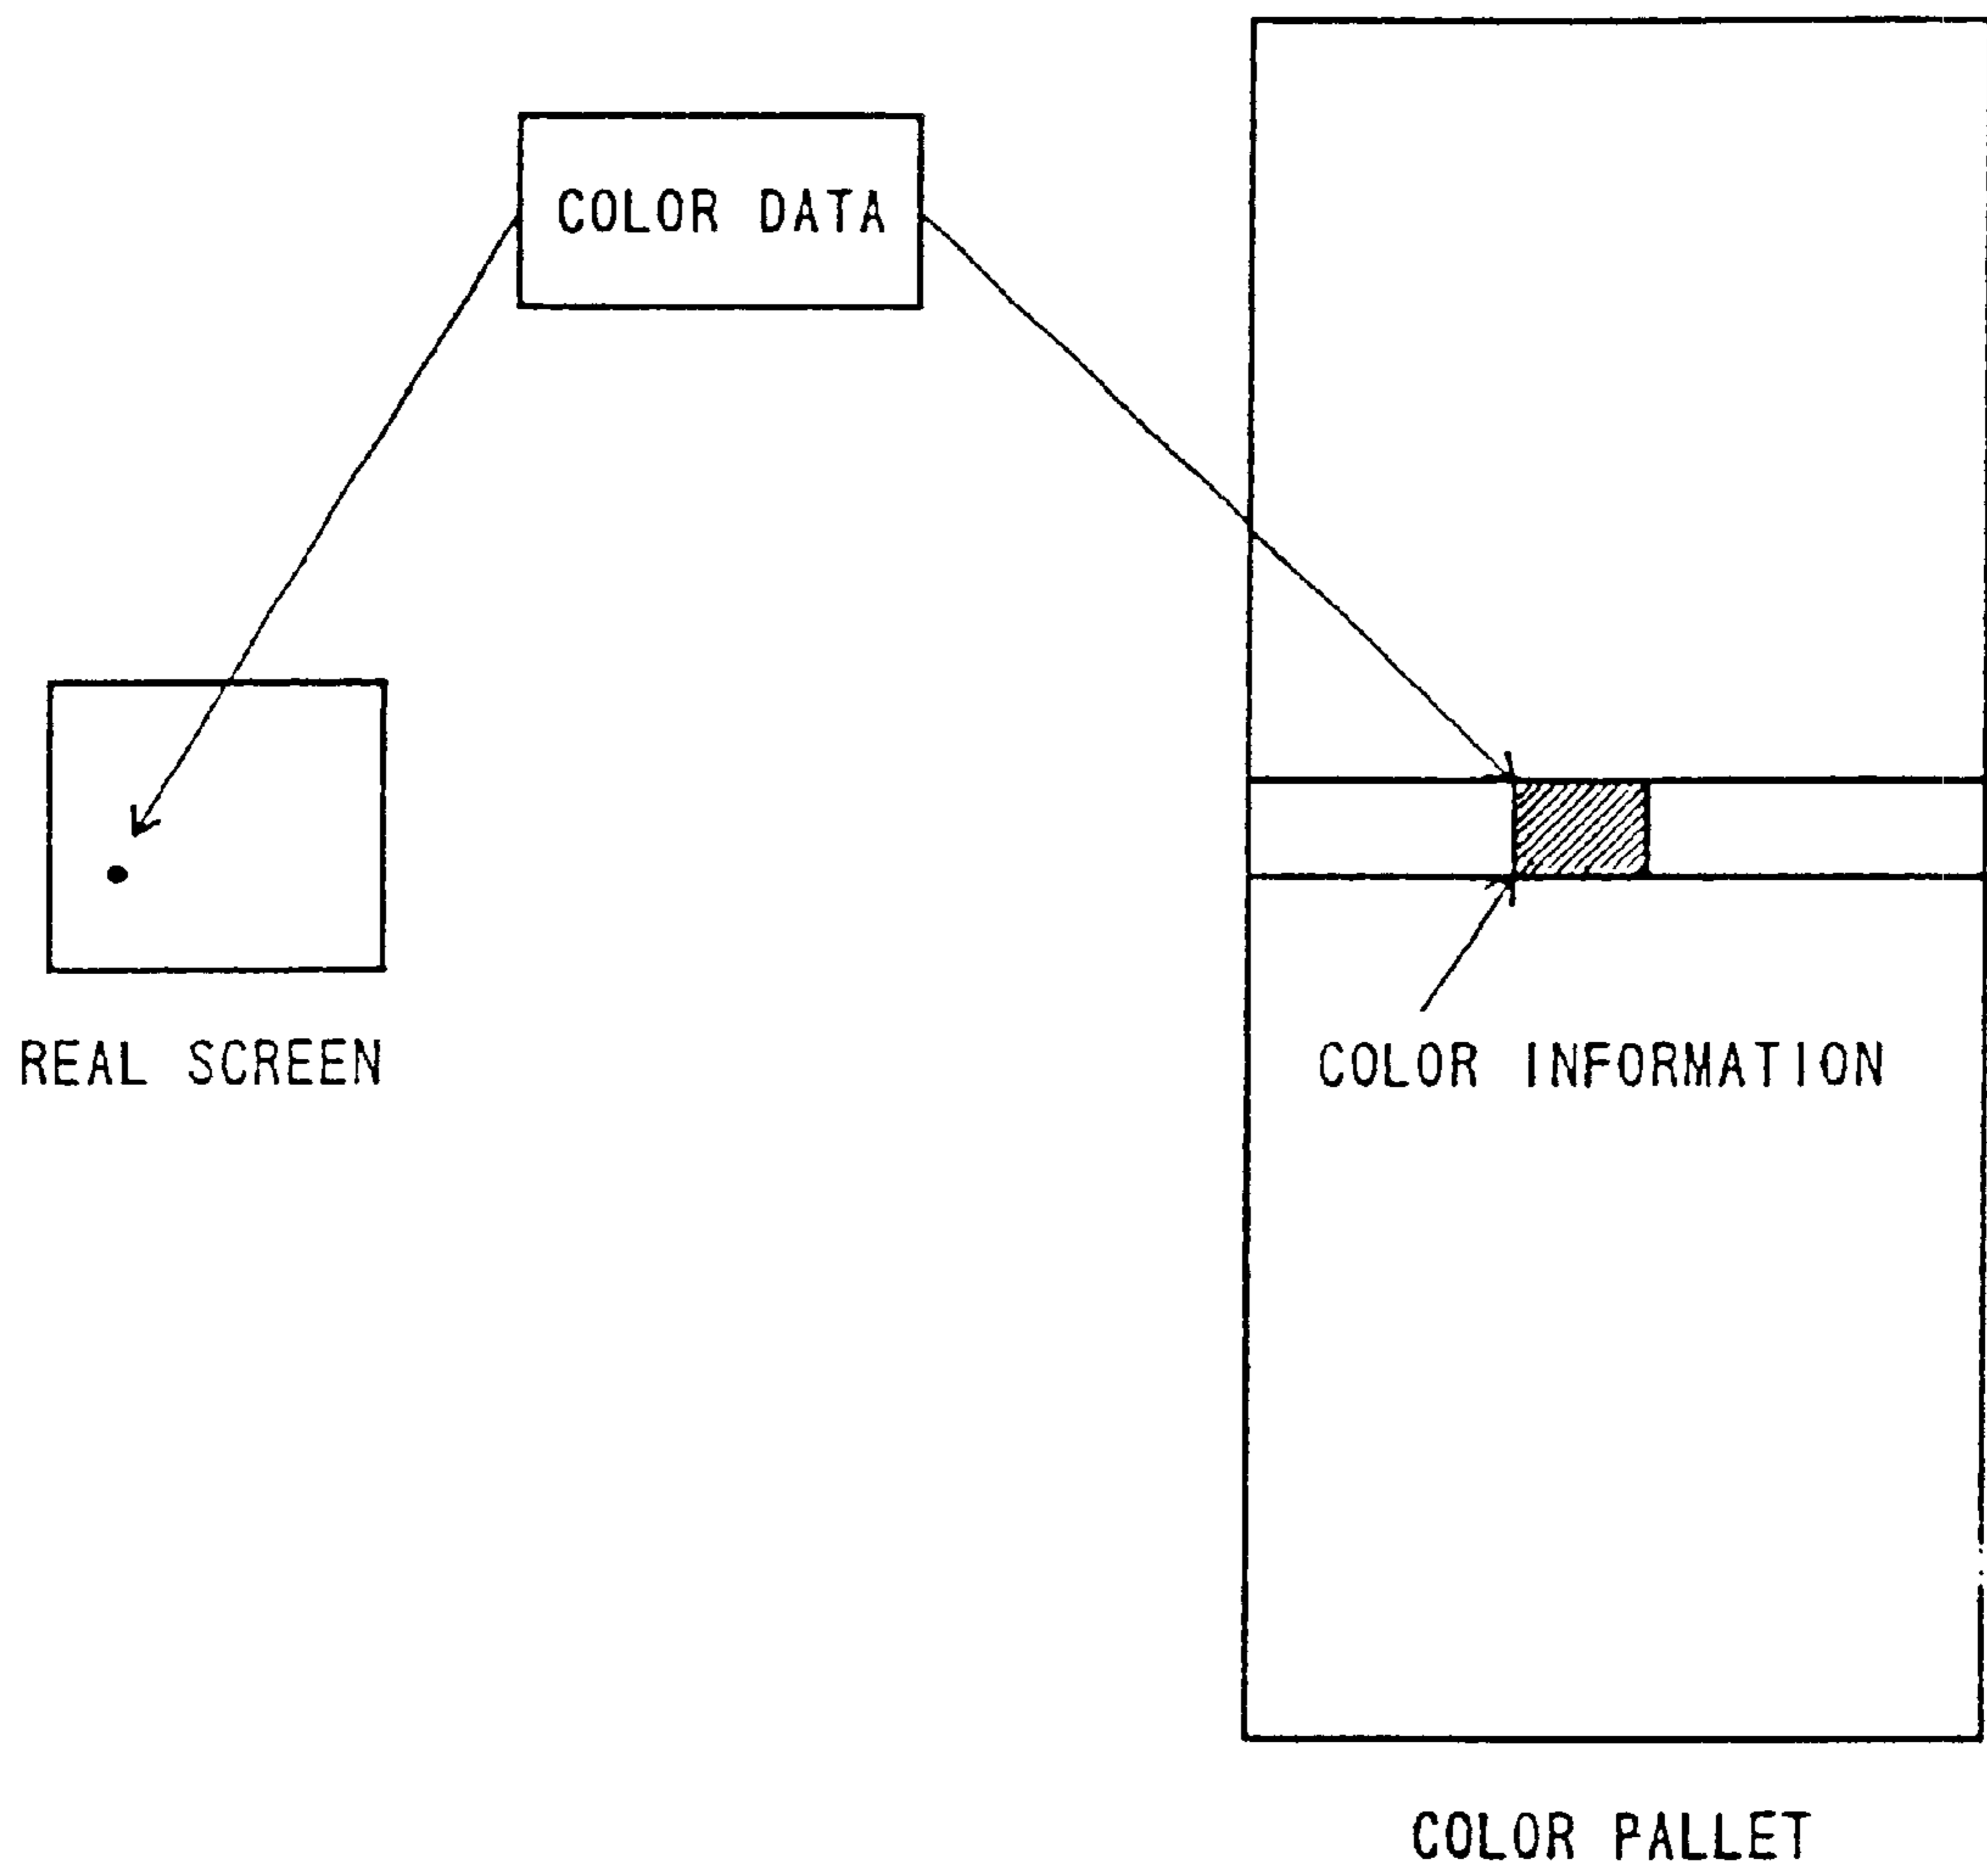 COLOR DATA
REAL SCREEN
COLOR INFORMATION
COLOR PALLET